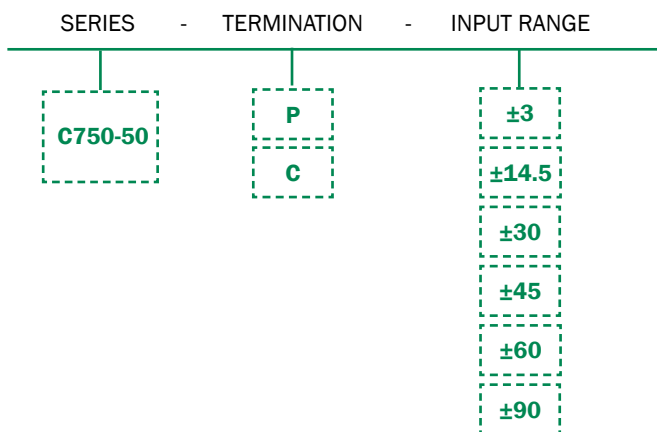 SERIES - TERMINATION - INPUT RANGE
C750-50
P
C
±3
±14.5
±30
±45
±60
±90